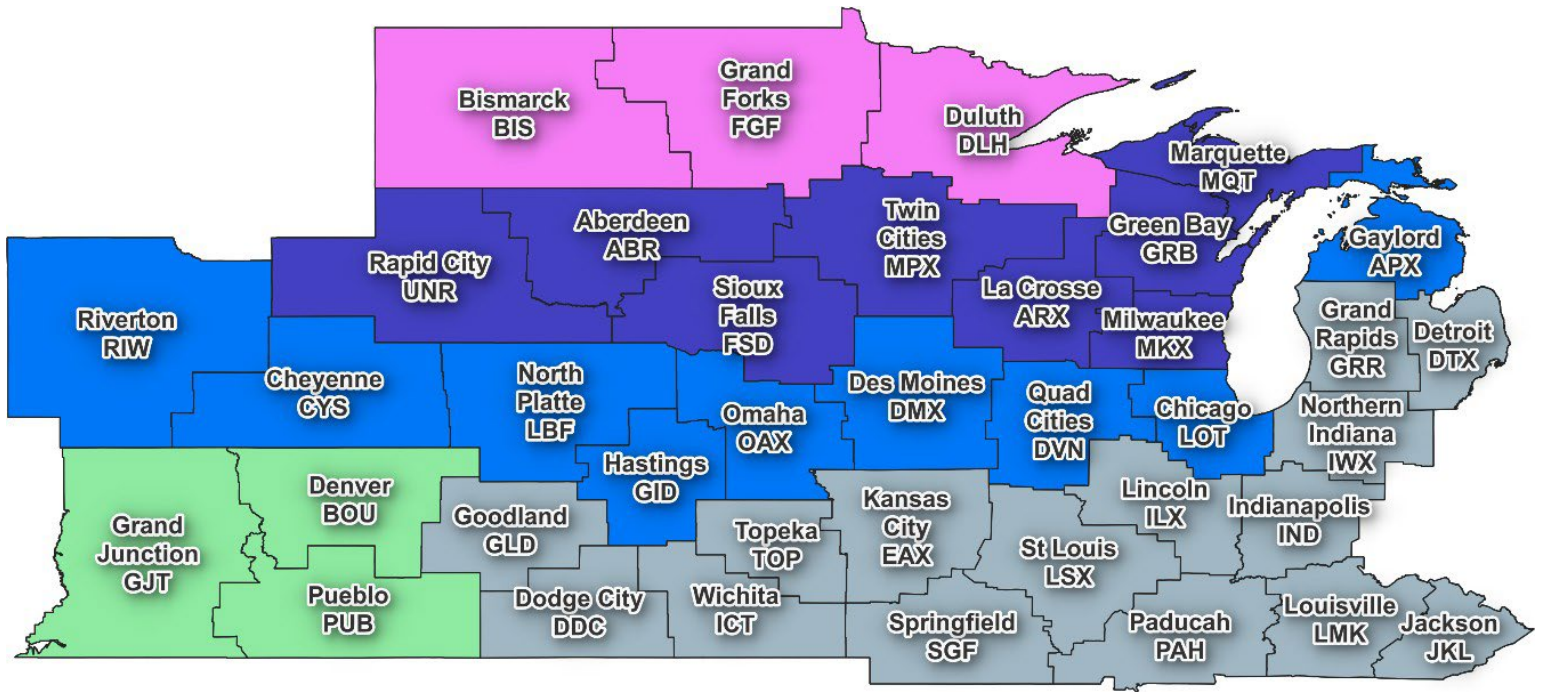 Bismarck
BIS
Grand
Forks
FGF
Duluth
DLH
Marquette
MQT
Rapid City
UNR
Aberdeen
ABR
Twin
Cities
MPX
Green Bay
GRB
Gaylord
APX
Riverton
RIW
Sioux
Falls
FSD
La Crosse
ARX
Milwaukee
MKX
Grand
Rapids
GRR
Detroit
DTX
Cheyenne
CYS
North
Platte
LBF
Omaha
OAX
Des Moines
DMX
Quad
Cities
DVN
Chicago
LOT
Northern
Indiana
IWX
Hastings
GID
Grand
Junction
GJT
Denver
BOU
Goodland
GLD
Topeka
TOP
Kansas
City
EAX
St Louis
LSX
Lincoln
ILX
Indianapolis
IND
Pueblo
PUB
Dodge City
DDC
Wichita
ICT
Springfield
SGF
Paducah
PAH
Louisville
LMK
Jackson
JKL